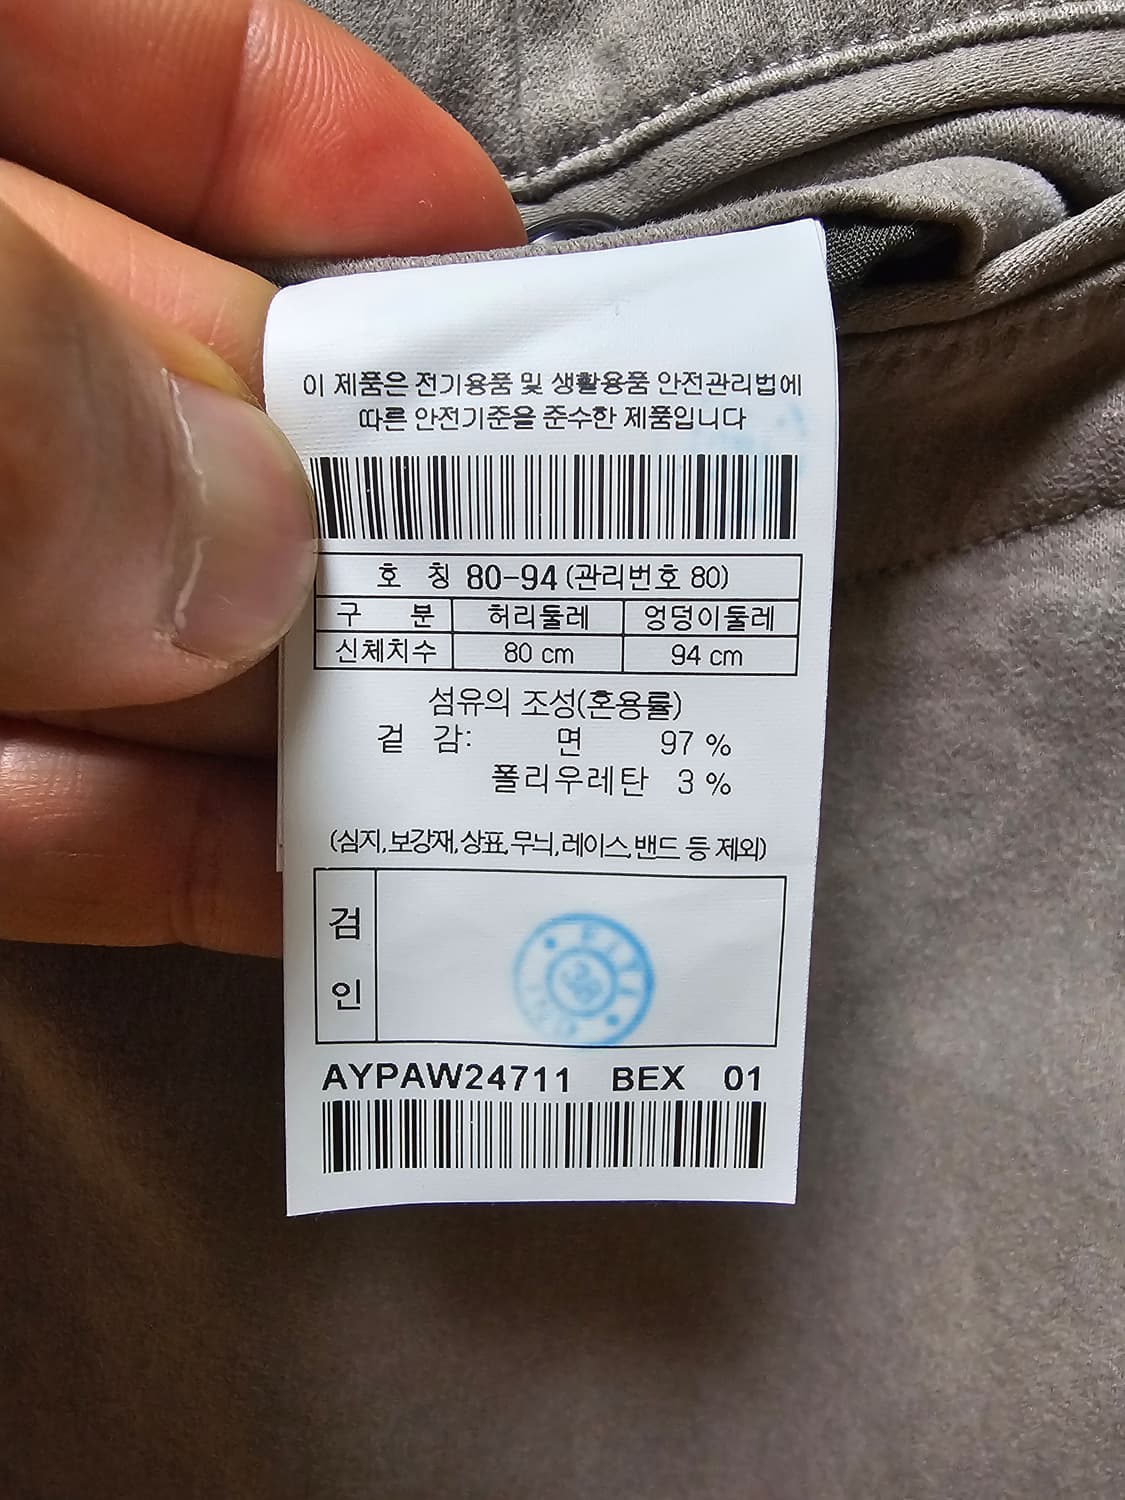 이 제품은 전기용품 및 생활용품 안전관리법에
따른 안전기준을 준수한 제품입니다
호 칭 80-94 (관리번호 80)
구 분 허리둘레 엉덩이둘레
신체치수 80 cm 94 cm
섬유의 조성(혼용률)
겉 감: 면 97 %
폴리우레탄 3 %
(심지,보강재,상표,무늬,레이스,밴드 등 제외)
검
인
AYPAW24711 BEX 01